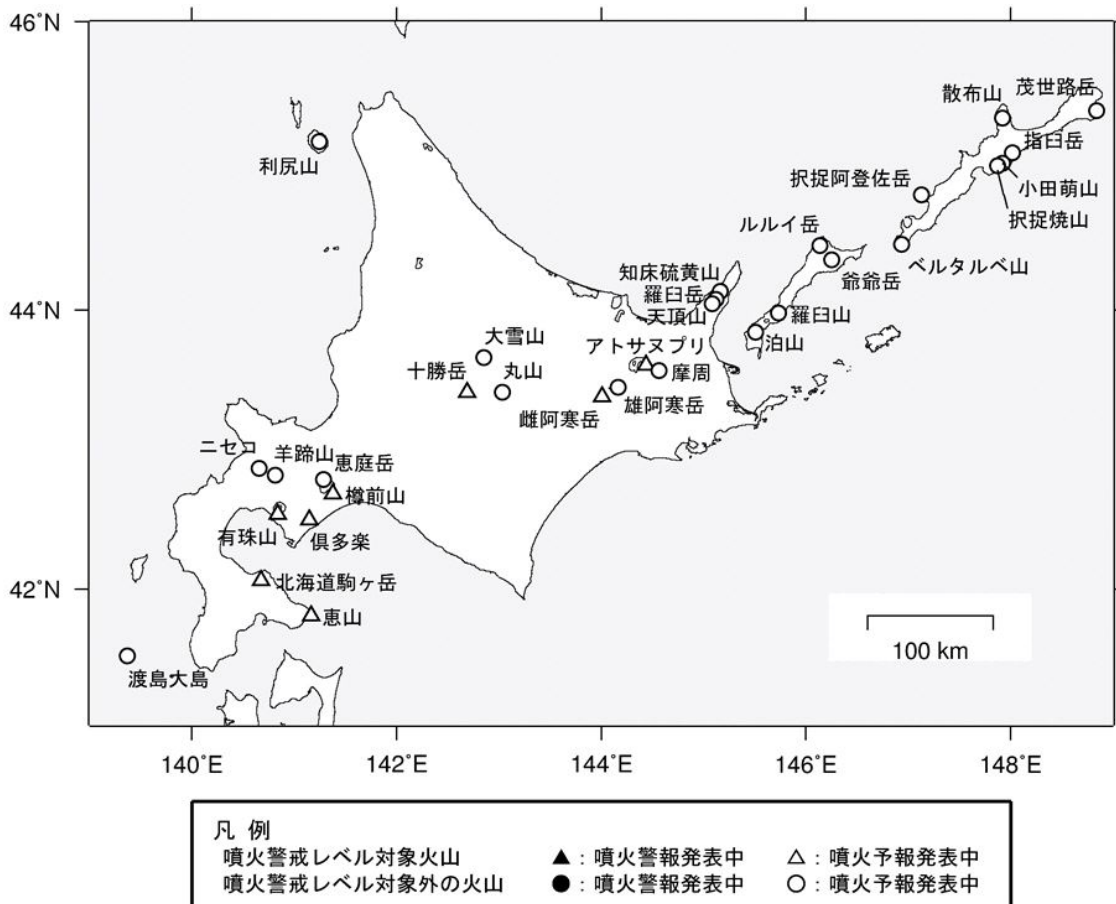 46°N
散布山 茂世路岳
指臼岳
利尻山
択捉阿登佐岳
小田萌山
択捉焼山
ルルイ岳
ベルタルベ山
知床硫黄山
爺爺岳
羅臼岳
44°N
天頂山
羅臼山
大雪山
アトサヌプリ
泊山
十勝岳 丸山
摩周
雌阿寒岳
雄阿寒岳
ニセコ 羊蹄山 恵庭岳
樽前山
有珠山 倶多楽
42°N
北海道駒ヶ岳
恵山
100 km
渡島大島
140°E 142°E 144°E 146°E 148°E
凡 例
噴火警戒レベル対象火山 ▲:噴火警報発表中 △:噴火予報発表中
噴火警戒レベル対象外の火山 ●:噴火警報発表中 ○:噴火予報発表中